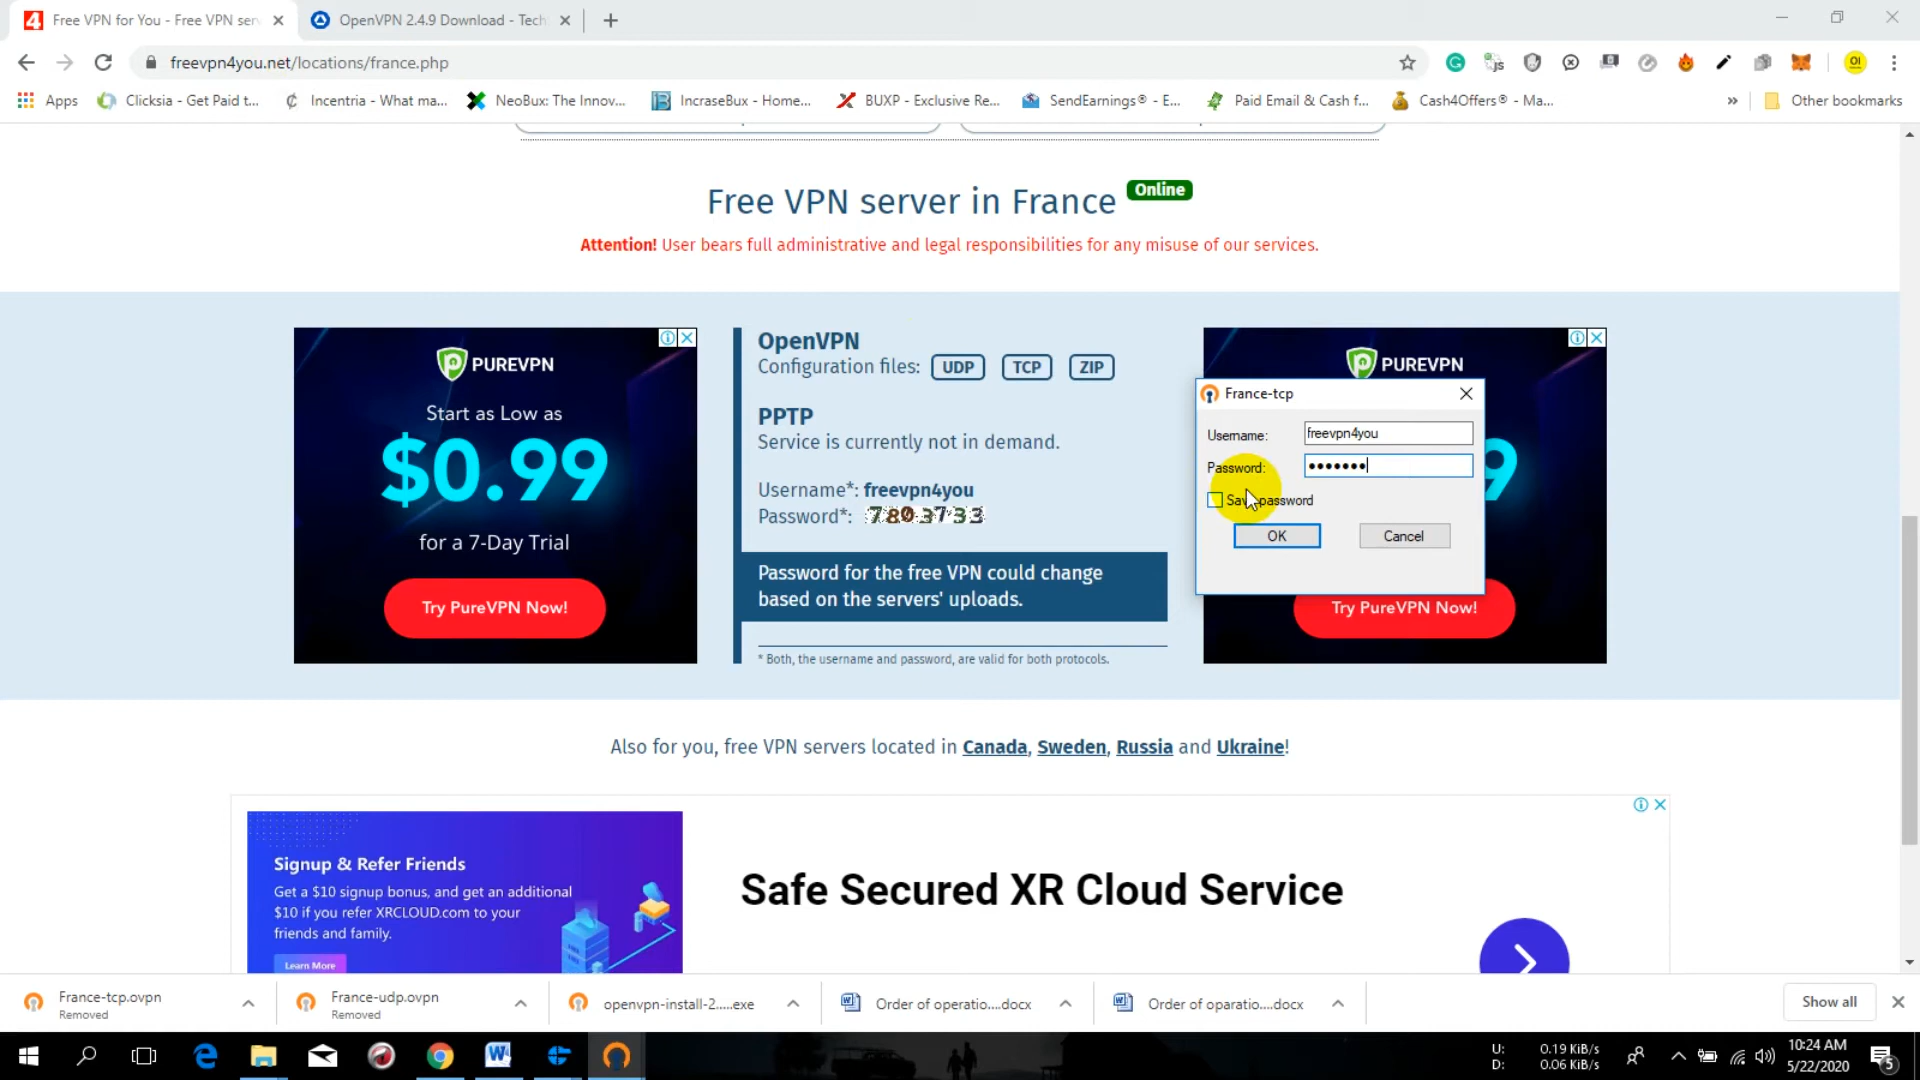 Free VPN for You - Free VPN serv
OpenVPN 2.4.9 Download - Tech
freevpn4you.net/locations/france.php
Apps
Clicksia - Get Paid t...
Incentria - What ma...
NeoBux: The Innov...
IncraseBux - Home...
BUXP - Exclusive Re...
SendEarnings® - E...
Paid Email & Cash f...
Cash4Offers® - Ma...
Other bookmarks
Free VPN server in France Online
Attention! User bears full administrative and legal responsibilities for any misuse of our services.
PUREVPN
Start as Low as
$0.99
for a 7-Day Trial
Try PureVPN Now!
OpenVPN
Configuration files: UDP TCP ZIP
PPTP
Service is currently not in demand.
Username*: freevpn4you
Password*: 7803733
Password for the free VPN could change
based on the servers' uploads.
* Both, the username and password, are valid for both protocols.
PUREVPN
9
Try PureVPN Now!
France-tcp
Username: freevpn4you
Password: •••••••
Save password
OK Cancel
Also for you, free VPN servers located in Canada, Sweden, Russia and Ukraine!
Signup & Refer Friends
Get a $10 signup bonus, and get an additional
$10 if you refer XRCLOUD.com to your
friends and family.
Learn More
Safe Secured XR Cloud Service
France-tcp.ovpn
Removed
France-udp.ovpn
Removed
openvpn-install-2.....exe
Order of operatio....docx
Order of oparatio....docx
Show all
U: 0.19 KiB/s
D: 0.06 KiB/s
10:24 AM
5/22/2020
5